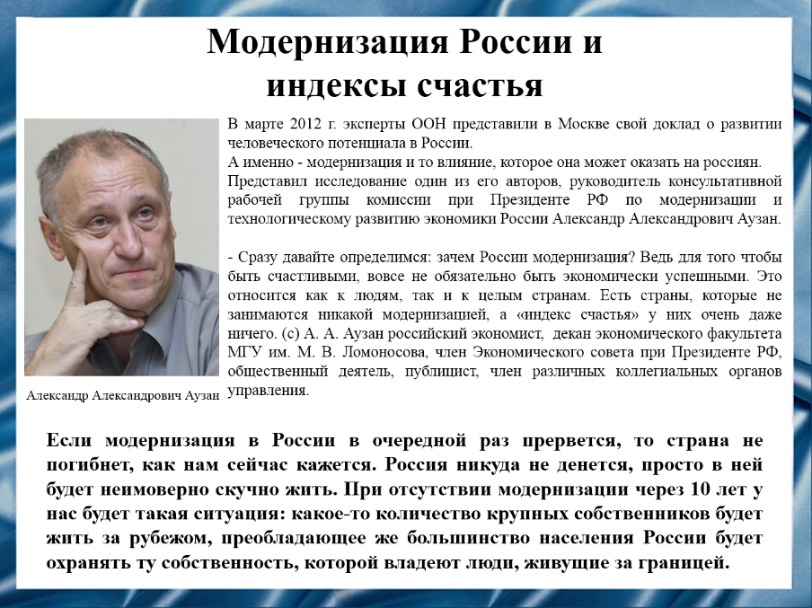 Модернизация России и
индексы счастья
В марте 2012 г. эксперты ООН представили в Москве свой доклад о развитии
человеческого потенциала в России.
А именно - модернизация и то влияние, которое она может оказать на россиян.
Представил исследование один из его авторов, руководитель консультативной
рабочей группы комиссии при Президенте РФ по модернизации и
технологическому развитию экономики России Александр Александрович Аузан.
- Сразу давайте определимся: зачем России модернизация? Ведь для того чтобы
быть счастливыми, вовсе не обязательно быть экономически успешными. Это
относится как к людям, так и к целым странам. Есть страны, которые не
занимаются никакой модернизацией, а «индекс счастья» у них очень даже
ничего. (с) А. А. Аузан российский экономист, декан экономического факультета
МГУ им. М. В. Ломоносова, член Экономического совета при Президенте РФ,
общественный деятель, публицист, член различных коллегиальных органов
управления.
Александр Александрович Аузан
Если модернизация в России в очередной раз прервется, то страна не
погибнет, как нам сейчас кажется. Россия никуда не денется, просто в ней
будет неимоверно скучно жить. При отсутствии модернизации через 10 лет у
нас будет такая ситуация: какое-то количество крупных собственников будет
жить за рубежом, преобладающее же большинство населения России будет
охранять ту собственность, которой владеют люди, живущие за границей.